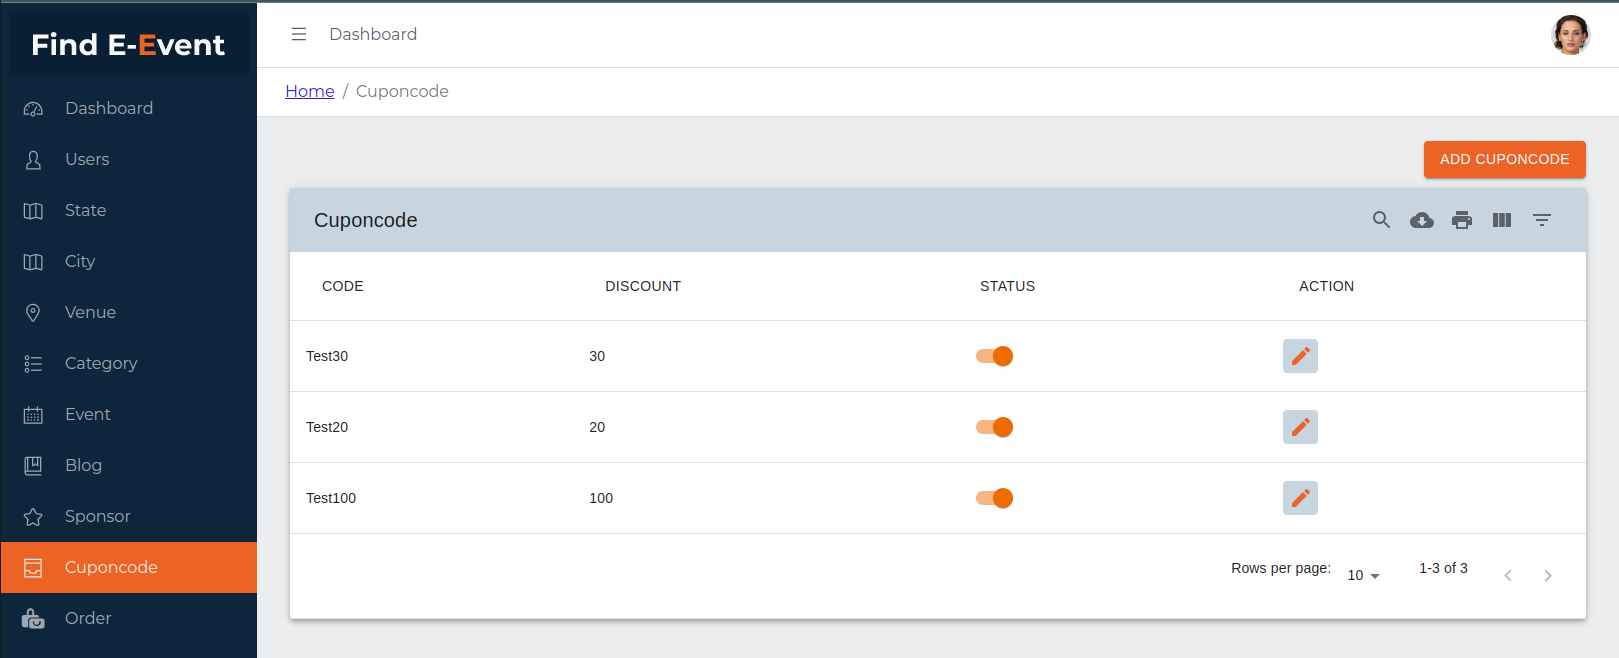 Find E-Event
Dashboard
Users
State
City
Venue
Category
Event
Blog
Sponsor
Cuponcode
Order
Dashboard
Home / Cuponcode
ADD CUPONCODE
Cuponcode
CODE DISCOUNT STATUS ACTION
Test30 30
Test20 20
Test100 100
Rows per page: 10 1-3 of 3